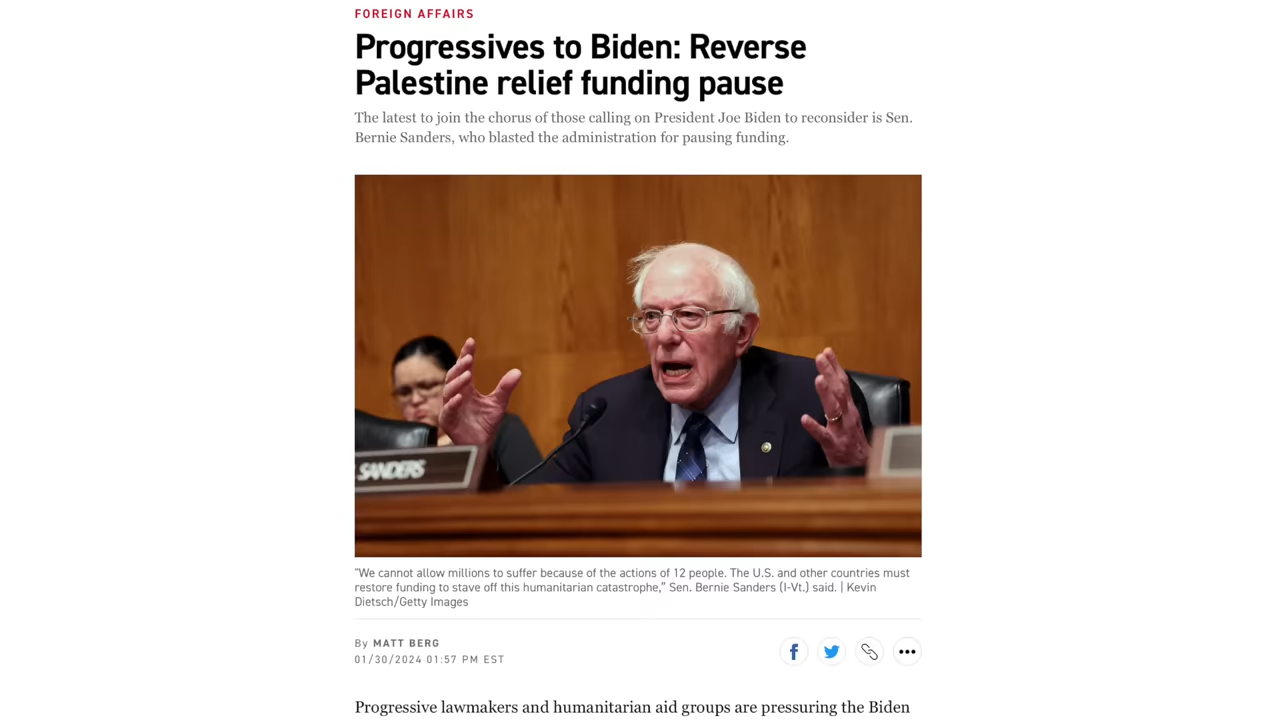 FOREIGN AFFAIRS
Progressives to Biden: Reverse
Palestine relief funding pause
The latest to join the chorus of those calling on President Joe Biden to reconsider is Sen.
Bernie Sanders, who blasted the administration for pausing funding.
SANDERS
"We cannot allow millions to suffer because of the actions of 12 people. The U.S. and other countries must
restore funding to stave off this humanitarian catastrophe,” Sen. Bernie Sanders (I-Vt.) said. | Kevin
Dietsch/Getty Images
By MATT BERG
01/30/2024 01:57 PM EST
Progressive lawmakers and humanitarian aid groups are pressuring the Biden